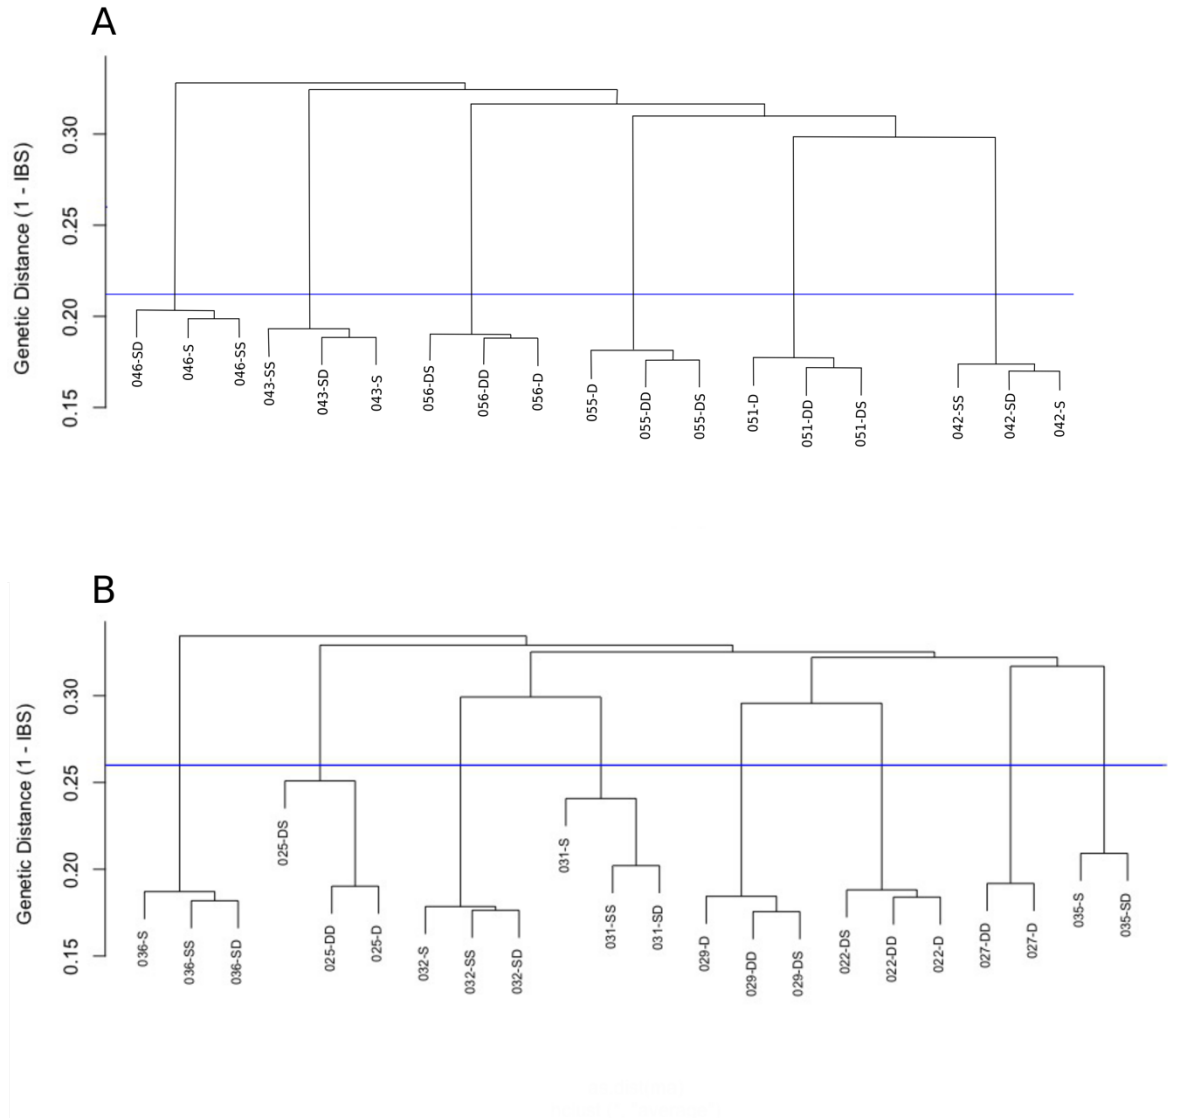 A
Genetic Distance (1 - IBS)
0.30
0.25
0.20
0.15
046-SD
046-S
046-SS
043-SS
043-SD
043-S
056-DS
056-DD
056-D
055-D
055-DD
055-DS
051-D
051-DD
051-DS
042-SS
042-SD
042-S
B
Genetic Distance (1 - IBS)
0.30
0.25
0.20
0.15
036-S
036-SS
036-SD
025-DS
025-DD
025-D
032-S
032-SS
032-SD
031-S
031-SS
031-SD
029-D
029-DD
029-DS
022-DS
022-DD
022-D
027-DD
027-D
035-S
035-SD